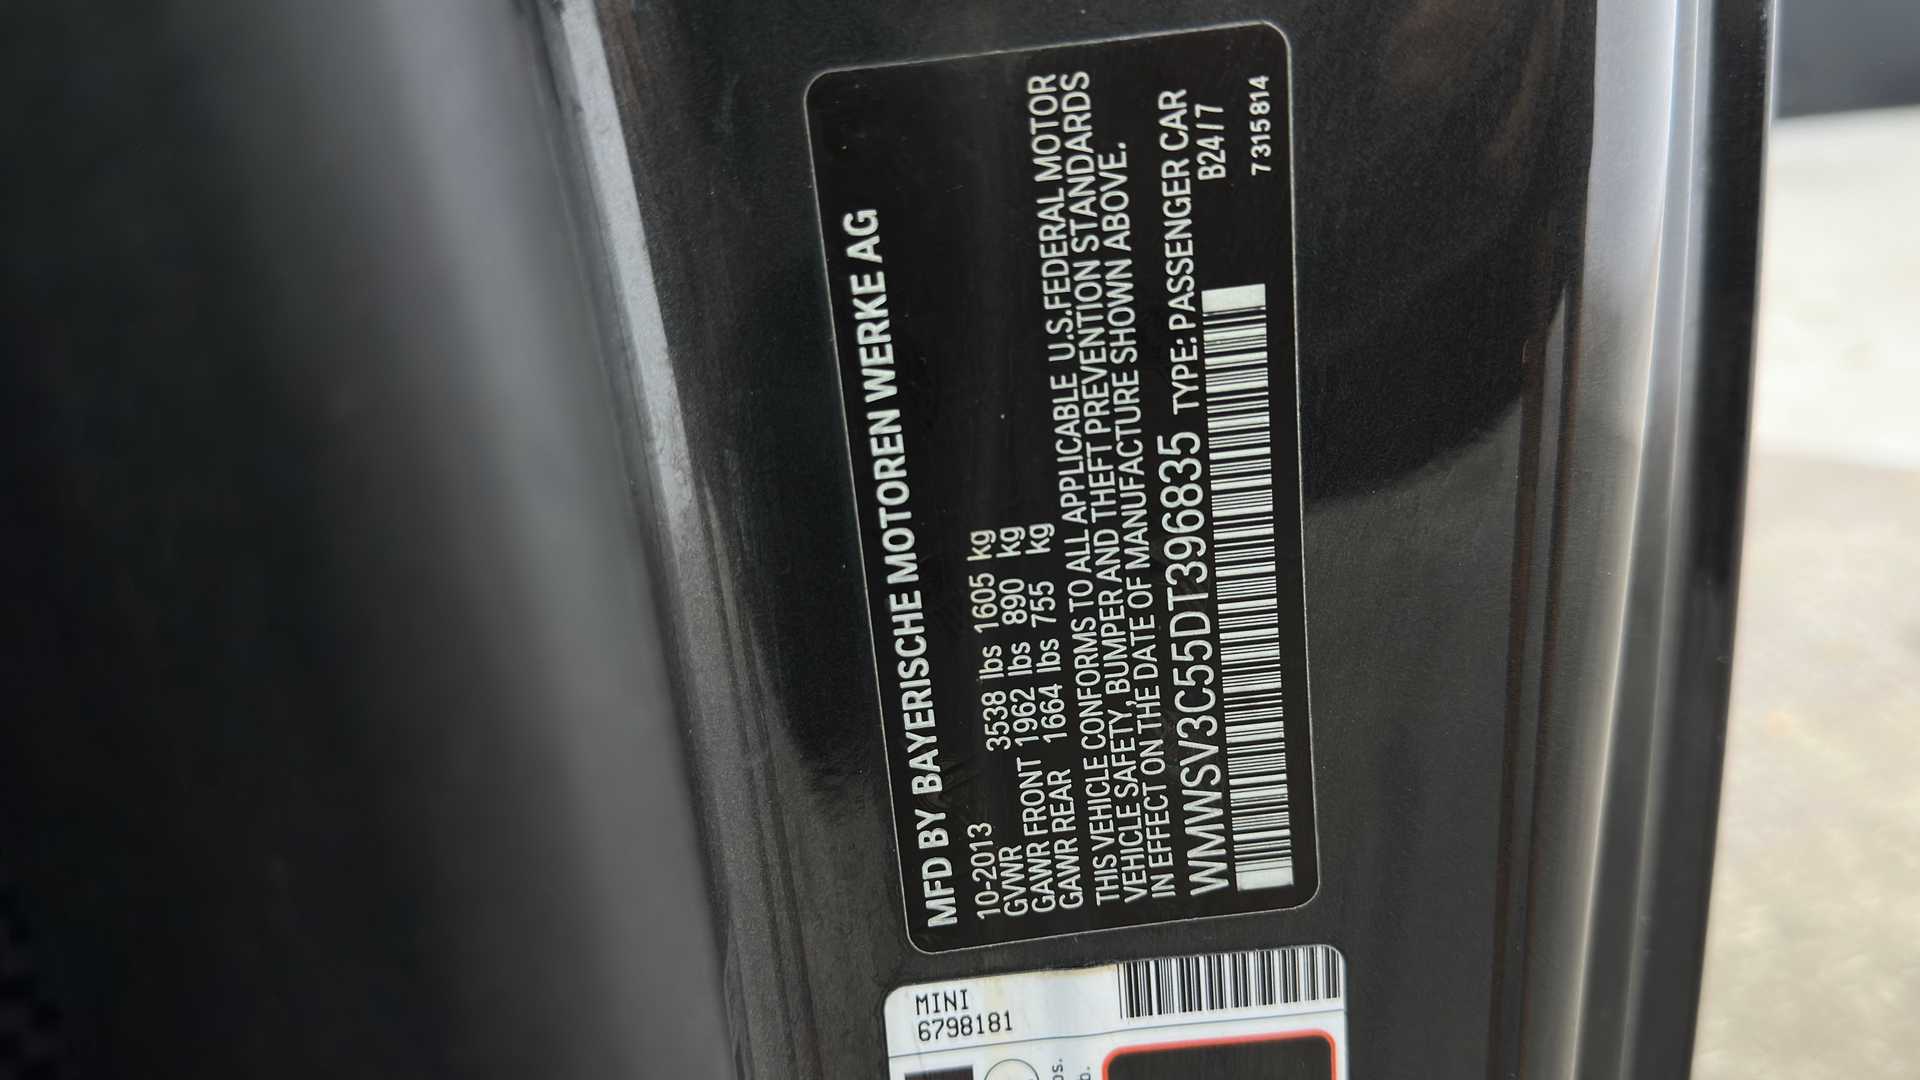 MFD BY BAYERISCHE MOTOREN WERKE AG
10-2013
GVWR 3538 lbs 1605 kg
GAWR FRONT 1962 lbs 890 kg
GAWR REAR 1664 lbs 755 kg
THIS VEHICLE CONFORMS TO ALL APPLICABLE U.S.FEDERAL MOTOR
VEHICLE SAFETY, BUMPER AND THEFT PREVENTION STANDARDS
IN EFFECT ON THE DATE OF MANUFACTURE SHOWN ABOVE.
WMWSV3C55DT396835 TYPE: PASSENGER CAR
B24/7
7315814
MINI
6798181